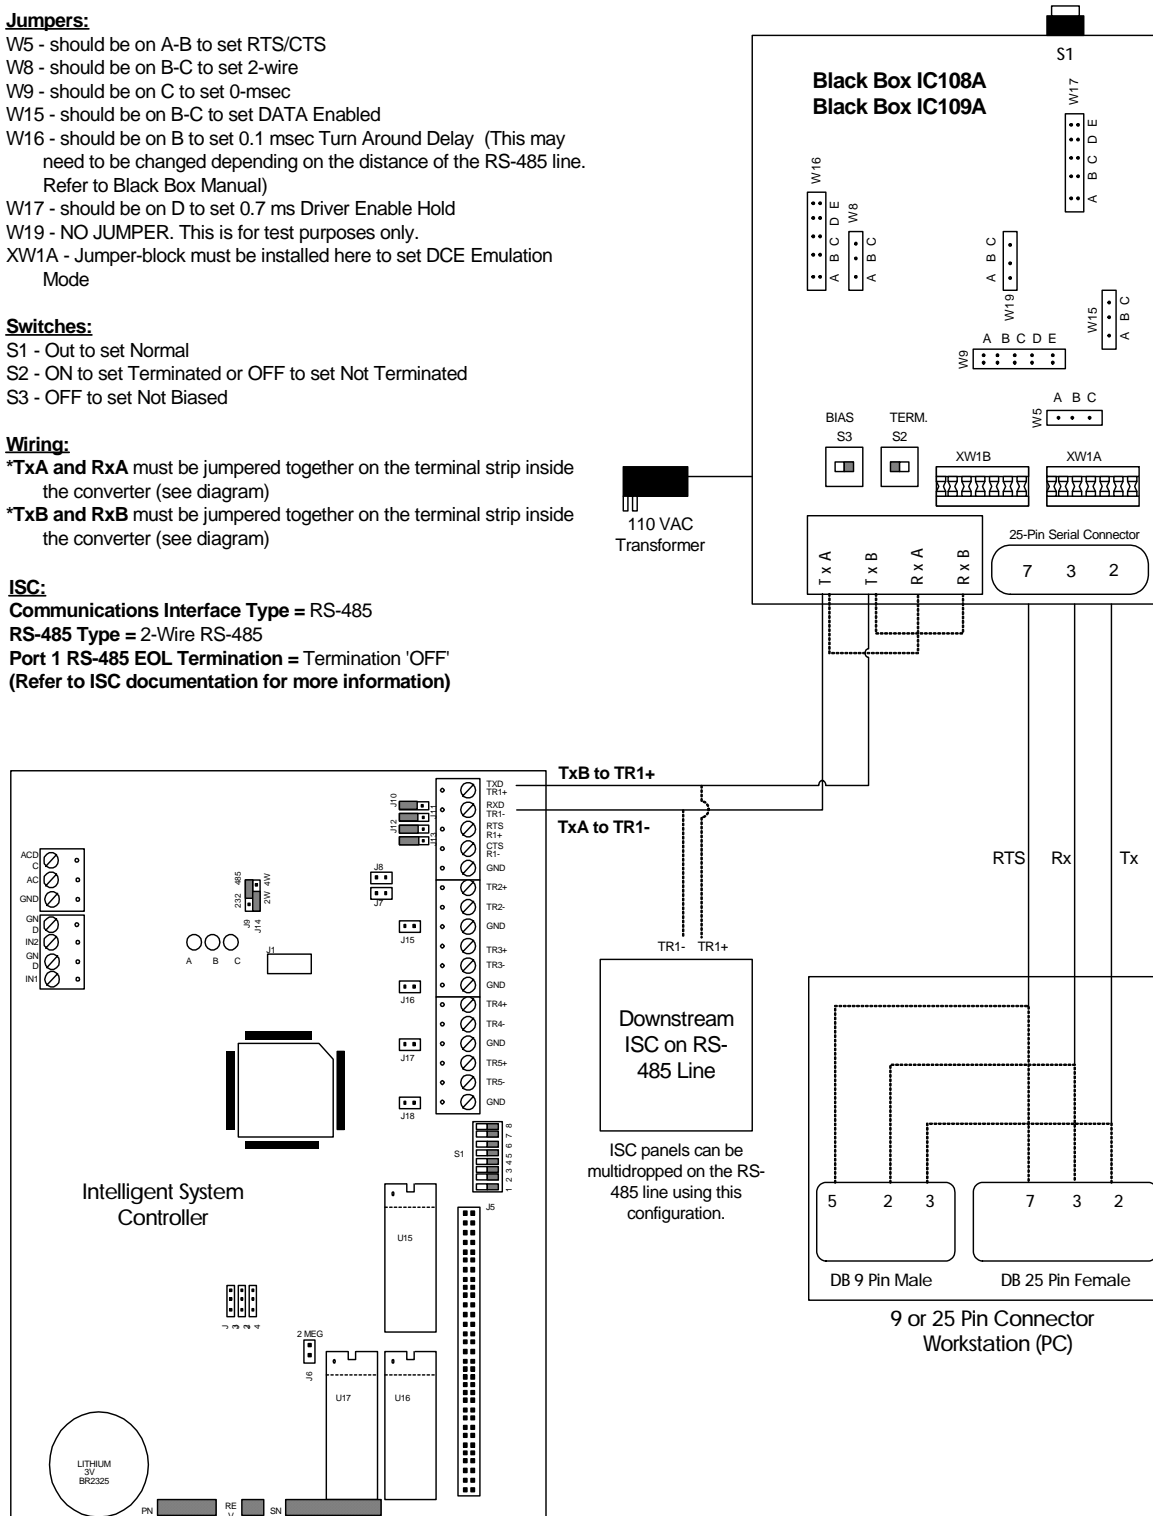 Jumpers:
W5 - should be on A-B to set RTS/CTS
W8 - should be on B-C to set 2-wire
W9 - should be on C to set 0-msec
W15 - should be on B-C to set DATA Enabled
W16 - should be on B to set 0.1 msec Turn Around Delay (This may
need to be changed depending on the distance of the RS-485 line.
Refer to Black Box Manual)
W17 - should be on D to set 0.7 ms Driver Enable Hold
W19 - NO JUMPER. This is for test purposes only.
XW1A - Jumper-block must be installed here to set DCE Emulation
Mode
Switches:
S1 - Out to set Normal
S2 - ON to set Terminated or OFF to set Not Terminated
S3 - OFF to set Not Biased
Wiring:
*TxA and RxA must be jumpered together on the terminal strip inside
the converter (see diagram)
*TxB and RxB must be jumpered together on the terminal strip inside
the converter (see diagram)
ISC:
Communications Interface Type = RS-485
RS-485 Type = 2-Wire RS-485
Port 1 RS-485 EOL Termination = Termination 'OFF'
(Refer to ISC documentation for more information)
S1
Black Box IC108A
Black Box IC109A
W17
A B C D E
W16
A B C D E
W8
A B C
A B C
W19
W15
A B C
A B C D E
W9
A B C
W5
BIAS
S3
TERM.
S2
XW1B
XW1A
110 VAC
Transformer
TxA
TxB
RxA
RxB
25-Pin Serial Connector
7 3 2
TxB to TR1+
TxA to TR1-
RTS
Rx
Tx
TR1- TR1+
Downstream
ISC on RS-
485 Line
ISC panels can be
multidropped on the RS-
485 line using this
configuration.
5 2 3
7 3 2
DB 9 Pin Male
DB 25 Pin Female
9 or 25 Pin Connector
Workstation (PC)
TXD
TR1+
RXD
TR1-
RTS
R1+
CTS
R1-
GND
TR2+
TR2-
GND
TR3+
TR3-
GND
TR4+
TR4-
GND
TR5+
TR5-
GND
J10
J11
J12
J13
J8
J7
J15
J16
J17
J18
ACD
C
AC
GND
GN
D
IN2
GN
D
IN1
232 485
2W 4W
J9
J14
A B C
J1
S1
1 2 3 4 5 6 7 8
J5
Intelligent System
Controller
U15
J
3
4
2 MEG
J6
U17
U16
LITHIUM
3V
BR2325
PN
RE
V
SN